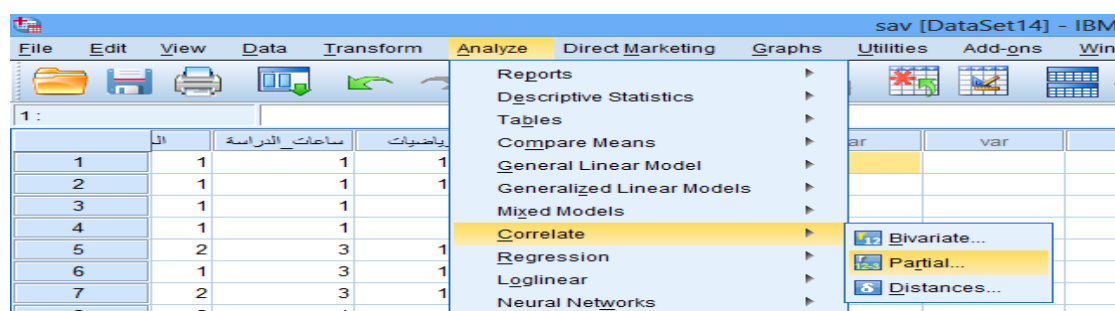 sav [DataSet14] - IBM
File Edit View Data Transform Analyze Direct Marketing Graphs Utilities Add-ons Win
1 :
Reports
Descriptive Statistics
Tables
Compare Means
General Linear Model
Generalized Linear Models
Mixed Models
Correlate
Regression
Loglinear
Neural Networks
Bivariate...
Partial...
Distances...
ساعات_الدراسة var
1 1 1 1
2 1 1 1
3 1 1
4 1 1
5 2 3 1
6 1 3 1
7 2 3 1